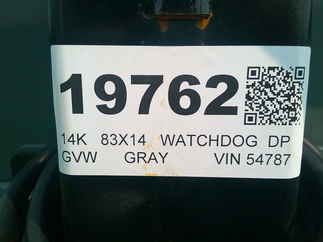 19762
14K 83X14 WATCHDOG DP
GVW GRAY VIN 54787